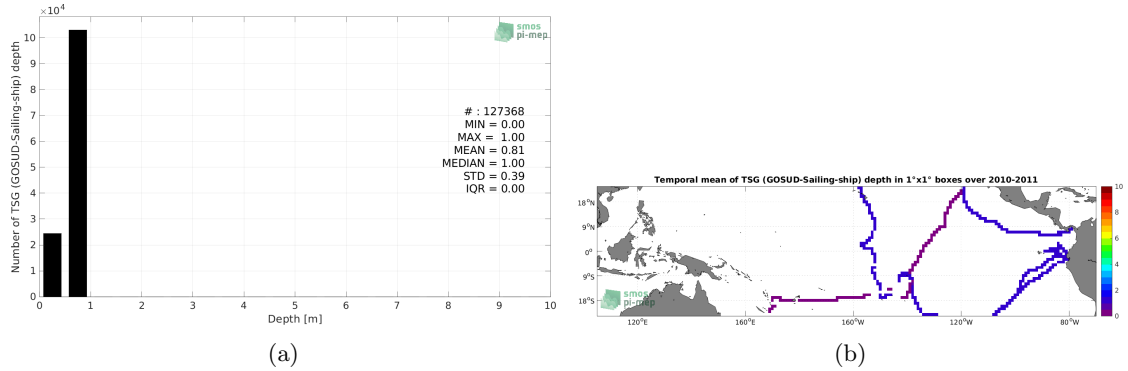 ×10⁴
smos
pi-mep
Number of TSG (GOSUD-Sailing-ship) depth
10
9
8
7
6
5
4
3
2
1
0
# : 127368
MIN = 0.00
MAX = 1.00
MEAN = 0.81
MEDIAN = 1.00
STD = 0.39
IQR = 0.00
0 1 2 3 4 5 6 7 8 9 10
Depth [m]
(a)
Temporal mean of TSG (GOSUD-Sailing-ship) depth in 1°x1° boxes over 2010-2011
18°N
9°N
0°
9°S
18°S
smos
pi-mep
120°E 160°E 160°W 120°W 80°W
10
8
6
4
2
0
(b)